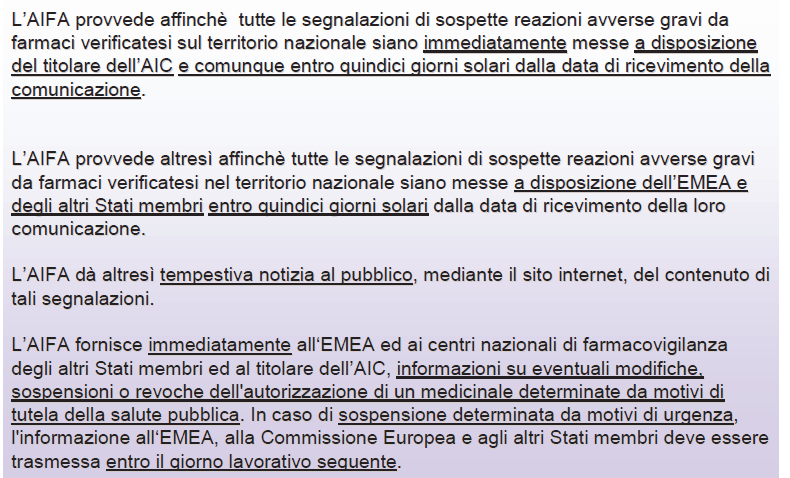 L'AIFA provvede affinchè  tutte le segnalazioni di sospette reazioni avverse gravi da
farmaci verificatesi sul territorio nazionale siano immediatamente messe a disposizione
del titolare dell'AIC e comunque entro quindici giorni solari dalla data di ricevimento della
comunicazione.
L'AIFA provvede altresì affinchè tutte le segnalazioni di sospette reazioni avverse gravi
da farmaci verificatesi nel territorio nazionale siano messe a disposizione dell'EMEA e
degli altri Stati membri entro quindici giorni solari dalla data di ricevimento della loro
comunicazione.
L'AIFA dà altresì tempestiva notizia al pubblico, mediante il sito internet, del contenuto di
tali segnalazioni.
L'AIFA fornisce immediatamente all'EMEA ed ai centri nazionali di farmacovigilanza
degli altri Stati membri ed al titolare dell'AIC, informazioni su eventuali modifiche,
sospensioni o revoche dell'autorizzazione di un medicinale determinate da motivi di
tutela della salute pubblica. In caso di sospensione determinata da motivi di urgenza,
l'informazione all'EMEA, alla Commissione Europea e agli altri Stati membri deve essere
trasmessa entro il giorno lavorativo seguente.